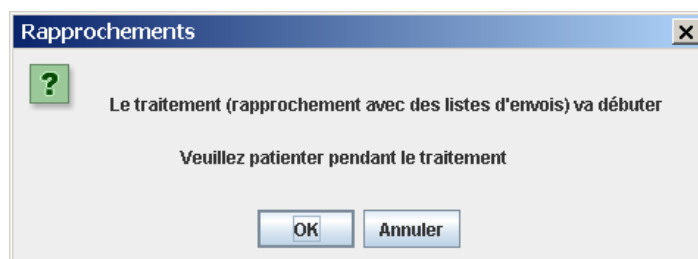 Rapprochements
Le traitement (rapprochement avec des listes d'envois) va débuter
Veuillez patienter pendant le traitement
OK
Annuler